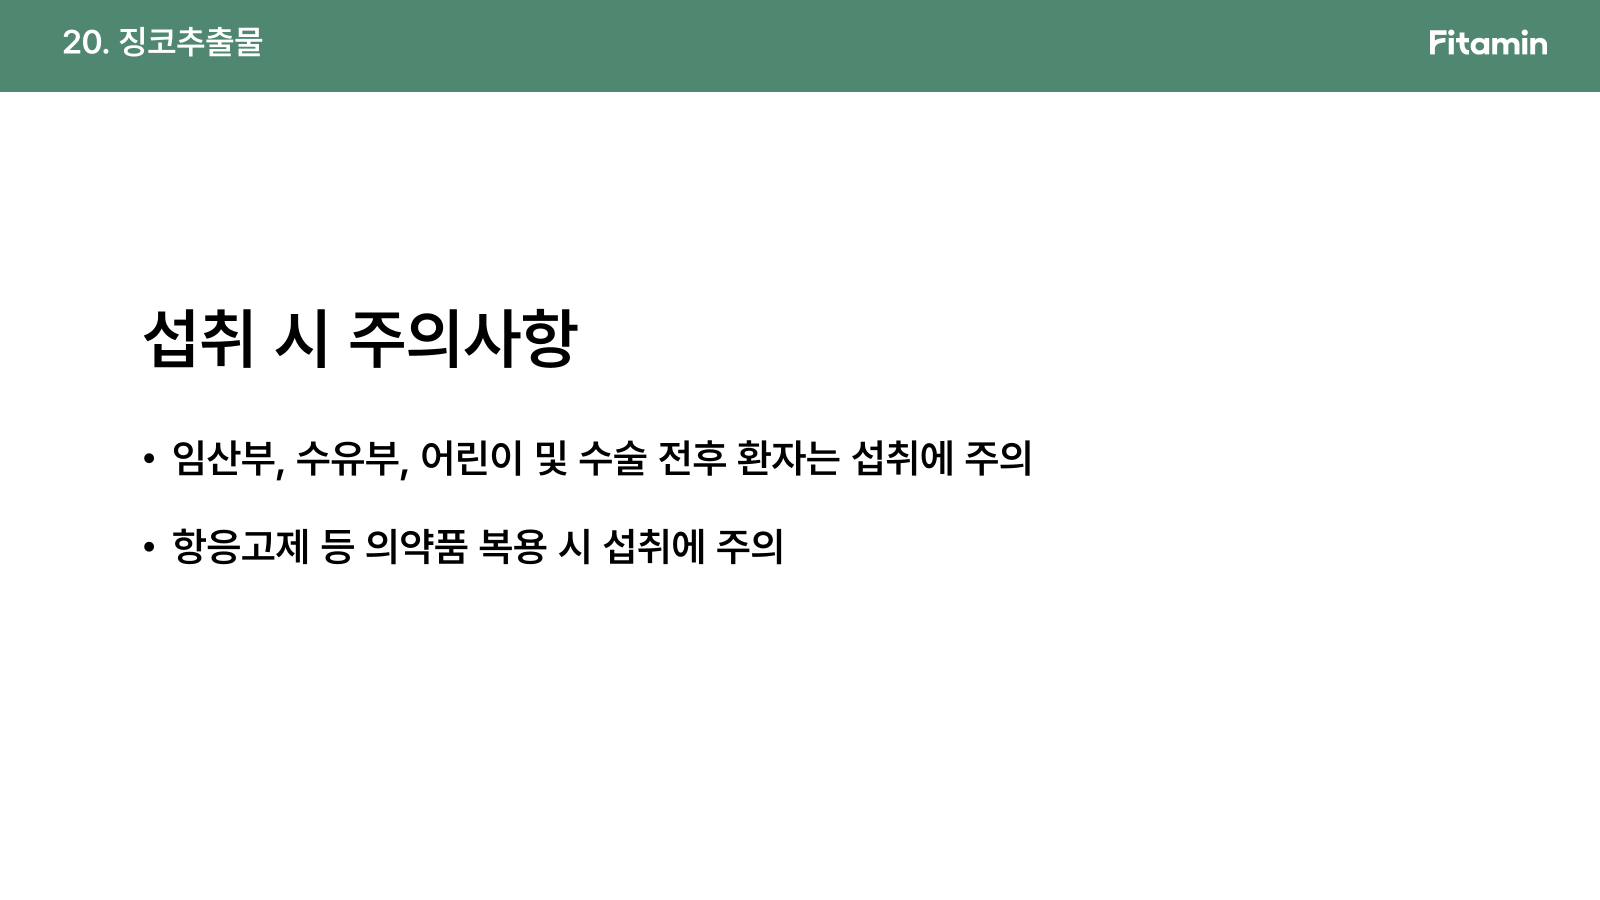 20. 징코추출물
Fitamin
섭취 시 주의사항
• 임산부, 수유부, 어린이 및 수술 전후 환자는 섭취에 주의
• 항응고제 등 의약품 복용 시 섭취에 주의